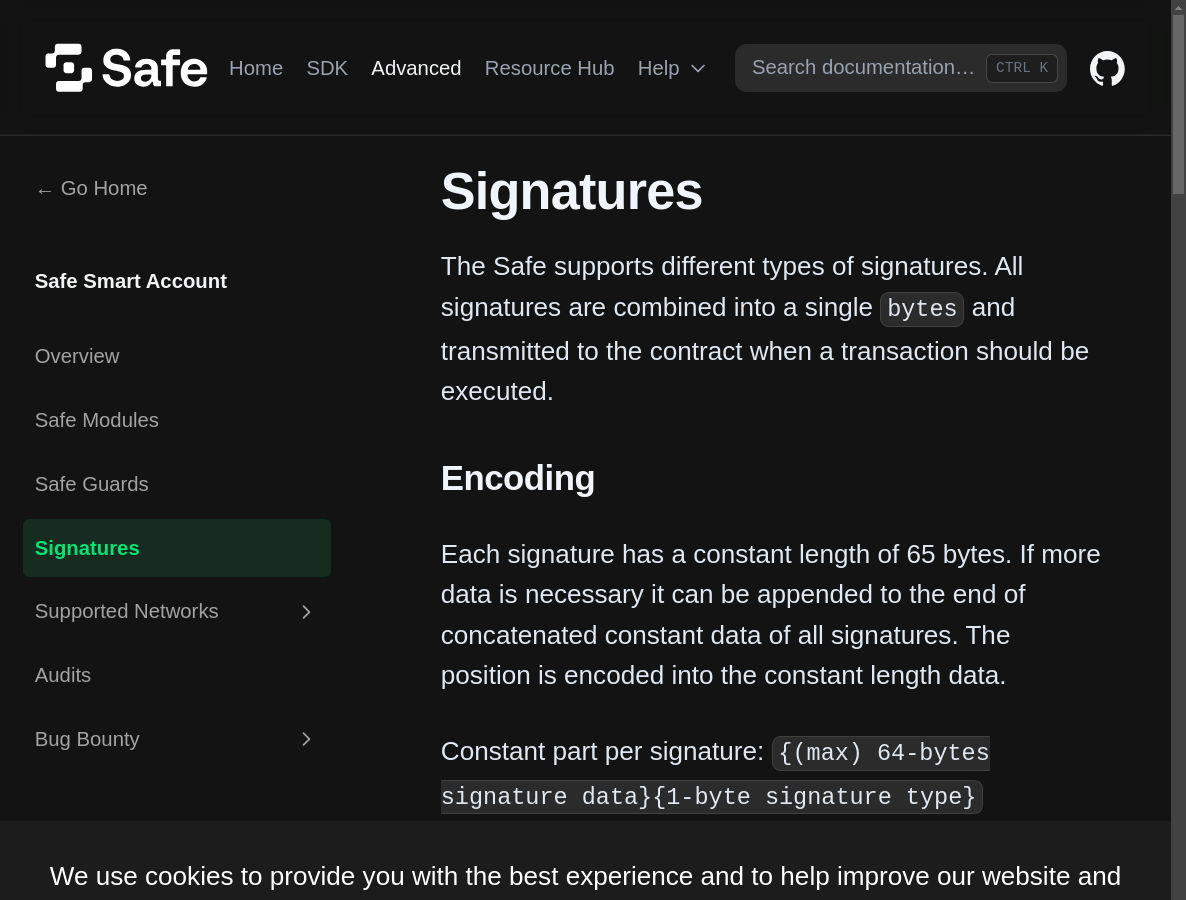 Safe
Home SDK Advanced Resource Hub Help
Search documentation… CTRL K
← Go Home
Safe Smart Account
Overview
Safe Modules
Safe Guards
Signatures
Supported Networks
Audits
Bug Bounty
Signatures
The Safe supports different types of signatures. All
signatures are combined into a single bytes and
transmitted to the contract when a transaction should be
executed.
Encoding
Each signature has a constant length of 65 bytes. If more
data is necessary it can be appended to the end of
concatenated constant data of all signatures. The
position is encoded into the constant length data.
Constant part per signature: {(max) 64-bytes
signature data}{1-byte signature type}
We use cookies to provide you with the best experience and to help improve our website and